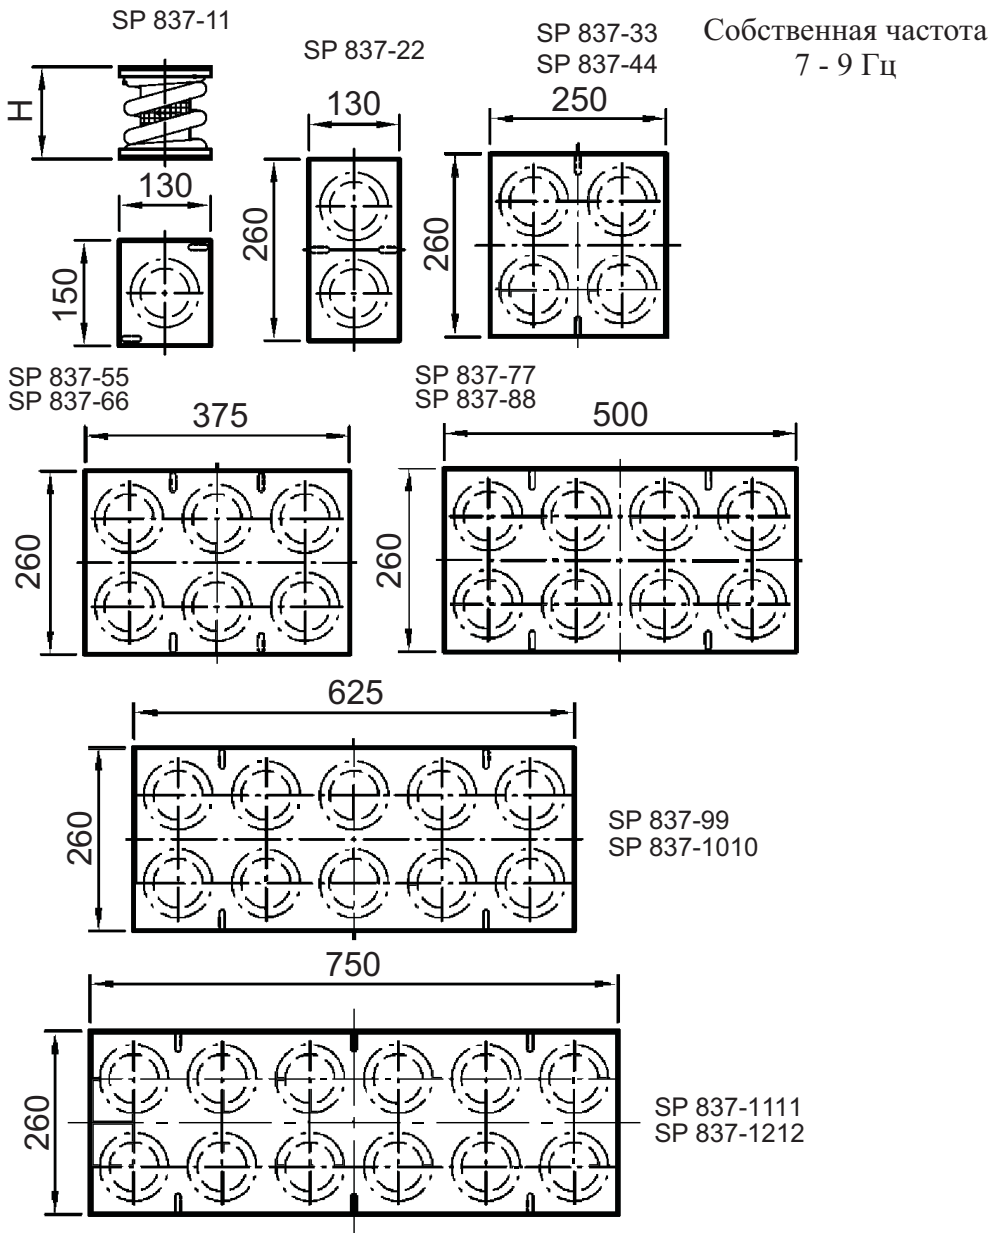 SP 837-11
SP 837-22
SP 837-33
SP 837-44
Собственная частота
7 - 9 Гц
H
130
150
130
260
250
260
SP 837-55
SP 837-66
375
260
SP 837-77
SP 837-88
500
260
625
260
SP 837-99
SP 837-1010
750
260
SP 837-1111
SP 837-1212